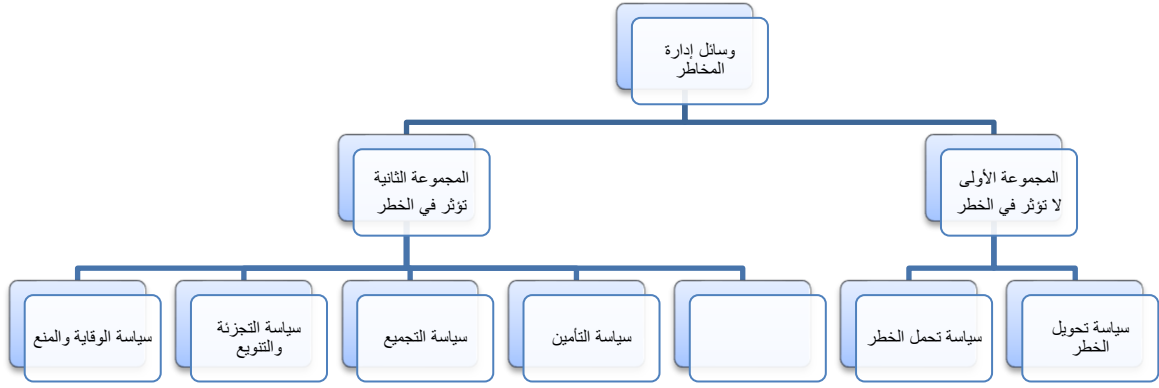 وسائل إدارة
المخاطر
المجموعة الأولى
لا تؤثر في الخطر
المجموعة الثانية
تؤثر في الخطر
سياسة تحويل
الخطر
سياسة تحمل الخطر
سياسة التأمين
سياسة التجميع
سياسة التجزئة
والتنويع
سياسة الوقاية والمنع